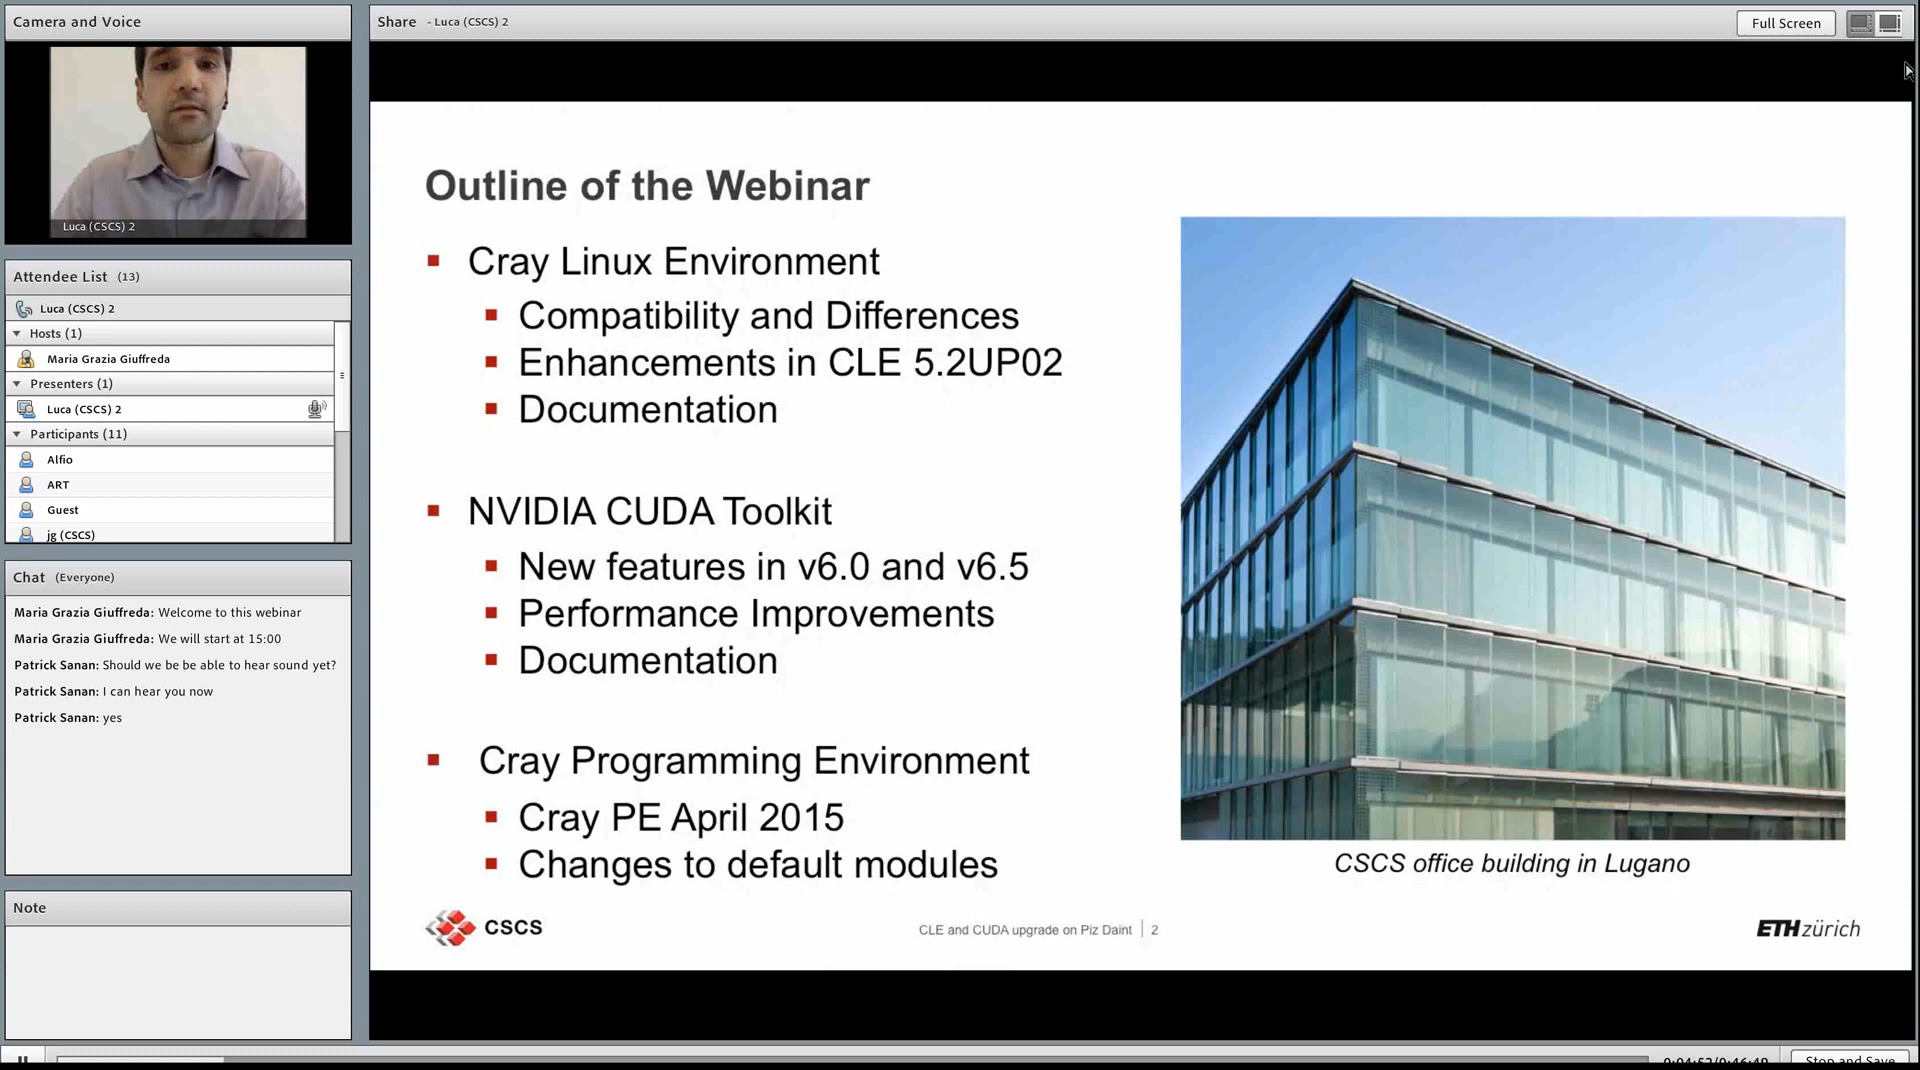 Camera and Voice
Luca (CSCS) 2
Attendee List (13)
Luca (CSCS) 2
Hosts (1)
Maria Grazia Giuffreda
Presenters (1)
Luca (CSCS) 2
Participants (11)
Alfio
ART
Guest
jg (CSCS)
Chat (Everyone)
Maria Grazia Giuffreda: Welcome to this webinar
Maria Grazia Giuffreda: We will start at 15:00
Patrick Sanan: Should we be be able to hear sound yet?
Patrick Sanan: I can hear you now
Patrick Sanan: yes
Note
Share - Luca (CSCS) 2
Full Screen
Outline of the Webinar
Cray Linux Environment
Compatibility and Differences
Enhancements in CLE 5.2UP02
Documentation
NVIDIA CUDA Toolkit
New features in v6.0 and v6.5
Performance Improvements
Documentation
Cray Programming Environment
Cray PE April 2015
Changes to default modules
CSCS office building in Lugano
CSCS
CLE and CUDA upgrade on Piz Daint | 2
ETH zürich
Stop and Save